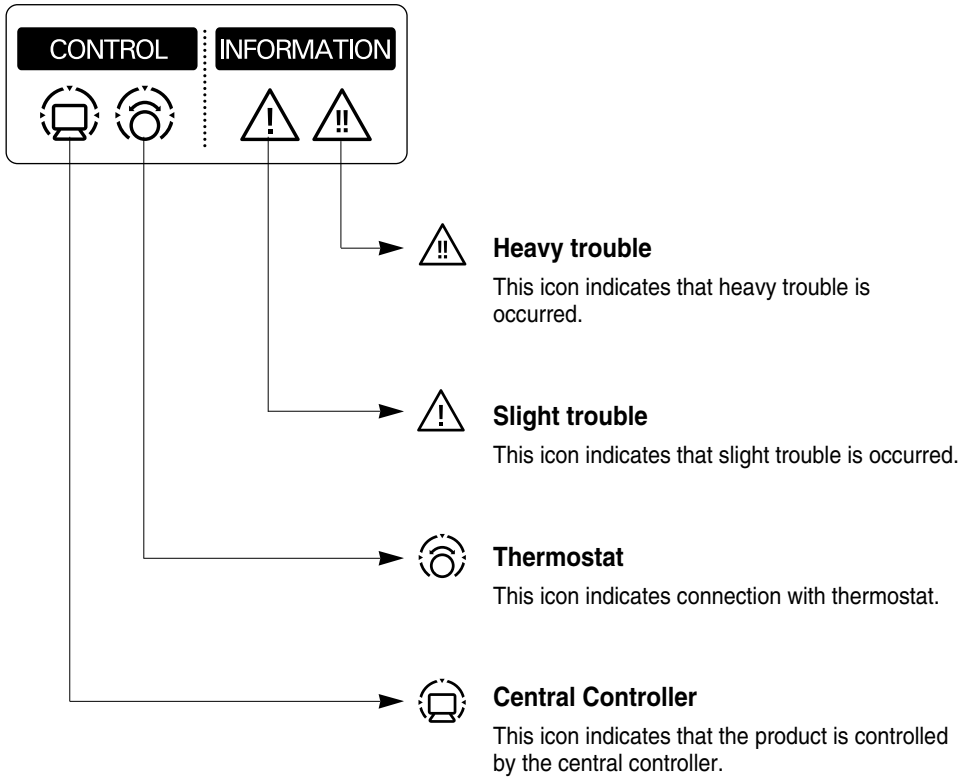 CONTROL
INFORMATION
Heavy trouble
This icon indicates that heavy trouble is
occurred.
Slight trouble
This icon indicates that slight trouble is occurred.
Thermostat
This icon indicates connection with thermostat.
Central Controller
This icon indicates that the product is controlled
by the central controller.